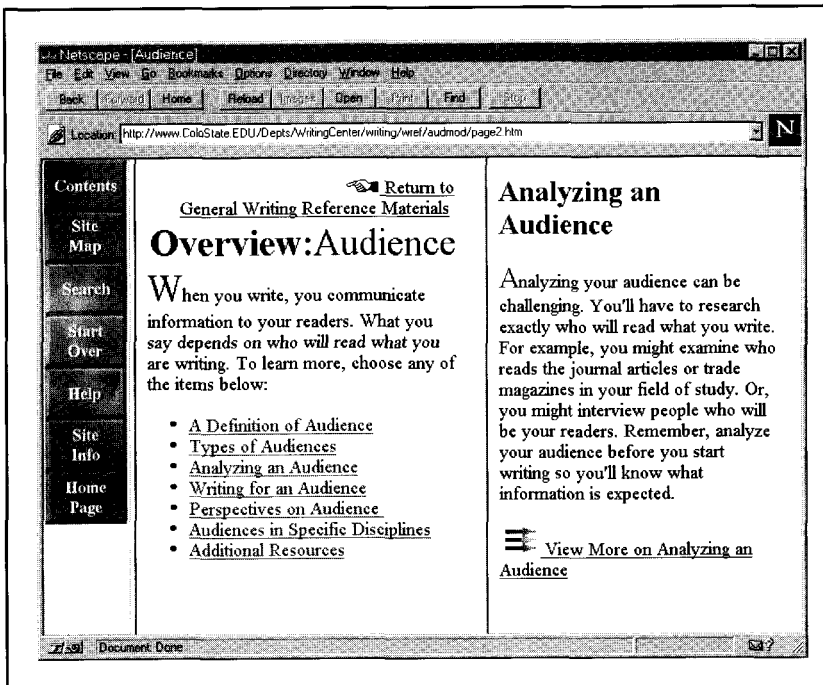 Netscape - [Audience]
File Edit View Go Bookmarks Options Directory Window Help
Back Forward Home Reload Images Open Print Find Stop
Location: http://www.ColoState.EDU/Depts/WritingCenter/writing/wref/audmod/page2.htm
N
Contents
Site
Map
Search
Start
Over
Help
Site
Info
Home
Page
Return to
General Writing Reference Materials
Overview:Audience
When you write, you communicate
information to your readers. What you
say depends on who will read what you
are writing. To learn more, choose any of
the items below:
• A Definition of Audience
• Types of Audiences
• Analyzing an Audience
• Writing for an Audience
• Perspectives on Audience
• Audiences in Specific Disciplines
• Additional Resources
Analyzing an
Audience
Analyzing your audience can be
challenging. You'll have to research
exactly who will read what you write.
For example, you might examine who
reads the journal articles or trade
magazines in your field of study. Or,
you might interview people who will
be your readers. Remember, analyze
your audience before you start
writing so you'll know what
information is expected.
View More on Analyzing an
Audience
Document: Done
?